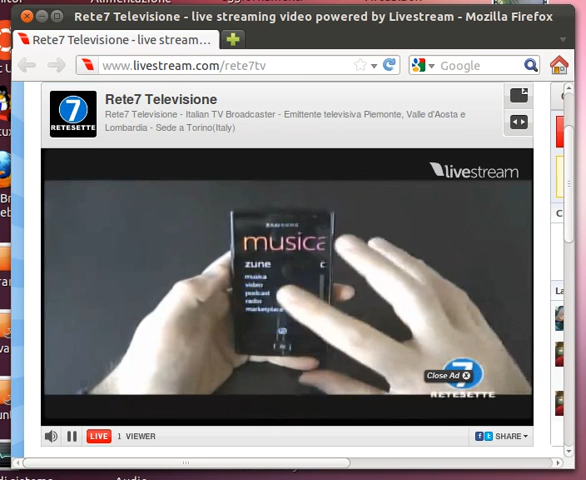 Rete7 Televisione - live streaming video powered by Livestream - Mozilla Firefox
Rete7 Televisione - live stream...
www.livestream.com/rete7tv
Google
7
RETESETTE
Rete7 Televisione
Rete7 Televisione - Italian TV Broadcaster - Emittente televisiva Piemonte, Valle d'Aosta e
Lombardia - Sede a Torino(Italy)
livestream
SAMSUNG
musica
zune
musica
video
podcast
radio
marketplace
Close Ad X
7
RETESETTE
LIVE 1 VIEWER
SHARE